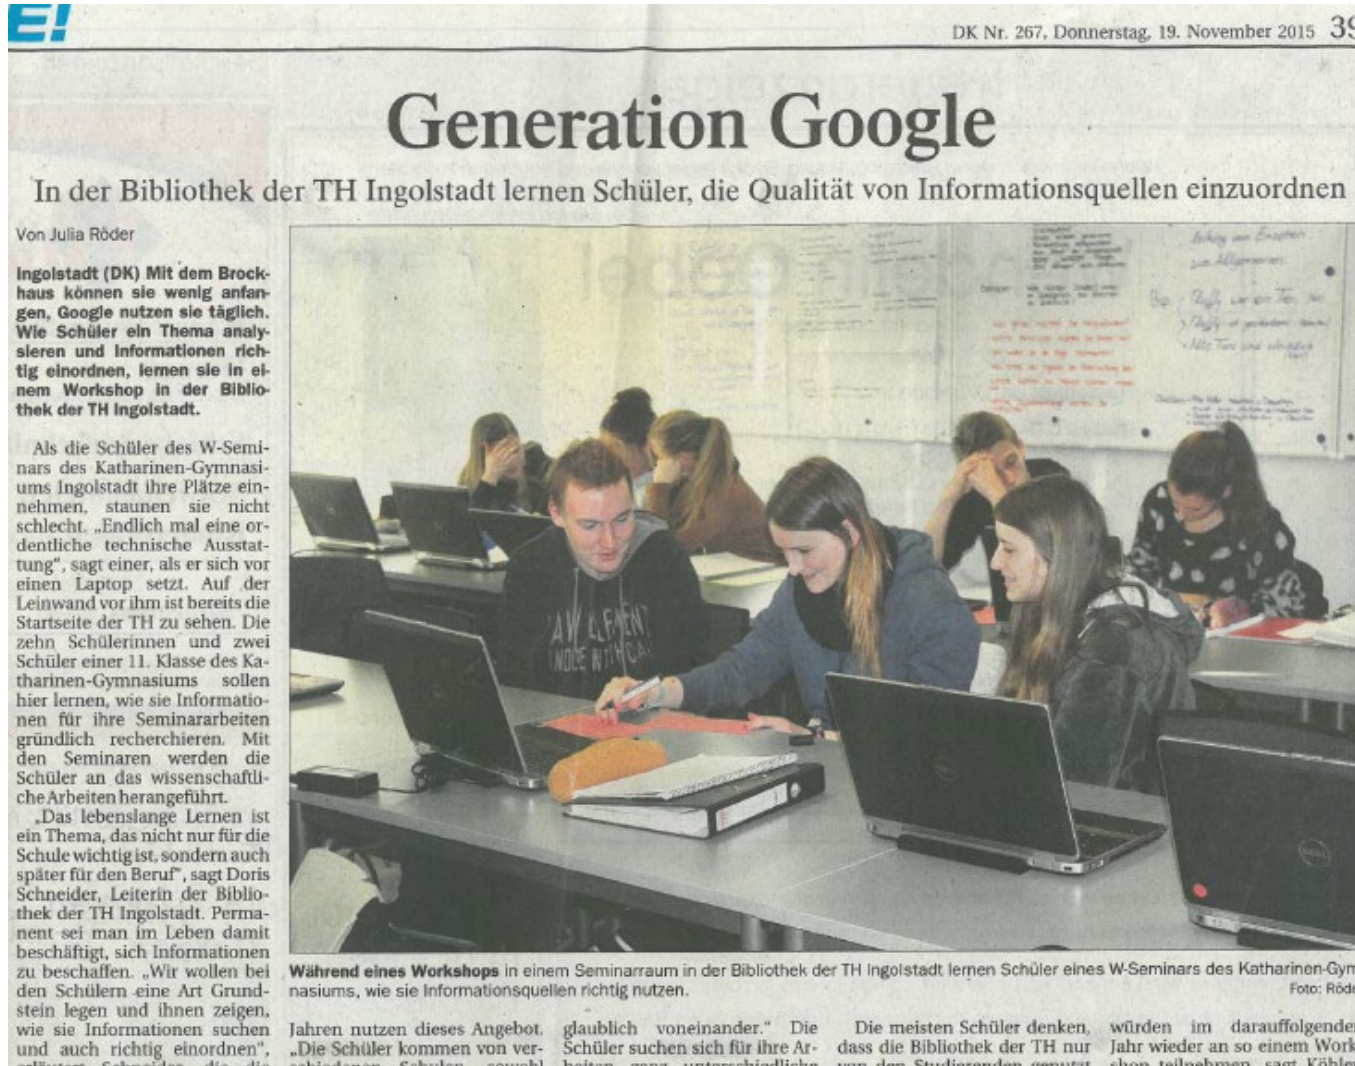 E!
DK Nr. 267, Donnerstag, 19. November 2015 39
Generation Google
In der Bibliothek der TH Ingolstadt lernen Schüler, die Qualität von Informationsquellen einzuordnen
Von Julia Röder
Ingolstadt (DK) Mit dem Brock-
haus können sie wenig anfan-
gen, Google nutzen sie täglich.
Wie Schüler ein Thema analy-
sieren und Informationen rich-
tig einordnen, lernen sie in ei-
nem Workshop in der Biblio-
thek der TH Ingolstadt.
Als die Schüler des W-Semi-
nars des Katharinen-Gymnasi-
ums Ingolstadt ihre Plätze ein-
nehmen, staunen sie nicht
schlecht. „Endlich mal eine or-
dentliche technische Ausstat-
tung“, sagt einer, als er sich vor
einen Laptop setzt. Auf der
Leinwand vor ihm ist bereits die
Startseite der TH zu sehen. Die
zehn Schülerinnen und zwei
Schüler einer 11. Klasse des Ka-
tharinen-Gymnasiums sollen
hier lernen, wie sie Informatio-
nen für ihre Seminararbeiten
gründlich recherchieren. Mit
den Seminaren werden die
Schüler an das wissenschaftli-
che Arbeiten herangeführt.
„Das lebenslange Lernen ist
ein Thema, das nicht nur für die
Schule wichtig ist, sondern auch
später für den Beruf“, sagt Doris
Schneider, Leiterin der Biblio-
thek der TH Ingolstadt. Perma-
nent sei man im Leben damit
beschäftigt, sich Informationen
zu beschaffen. „Wir wollen bei
den Schülern eine Art Grund-
stein legen und ihnen zeigen,
wie sie Informationen suchen
und auch richtig einordnen“,
DELL
Während eines Workshops in einem Seminarraum in der Bibliothek der TH Ingolstadt lernen Schüler eines W-Seminars des Katharinen-Gym-
nasiums, wie sie Informationsquellen richtig nutzen.
Foto: Röde
Jahren nutzen dieses Angebot.
„Die Schüler kommen von ver-
glaublich voneinander.“ Die
Schüler suchen sich für ihre Ar-
Die meisten Schüler denken,
dass die Bibliothek der TH nur
würden im darauffolgende
Jahr wieder an so einem Work